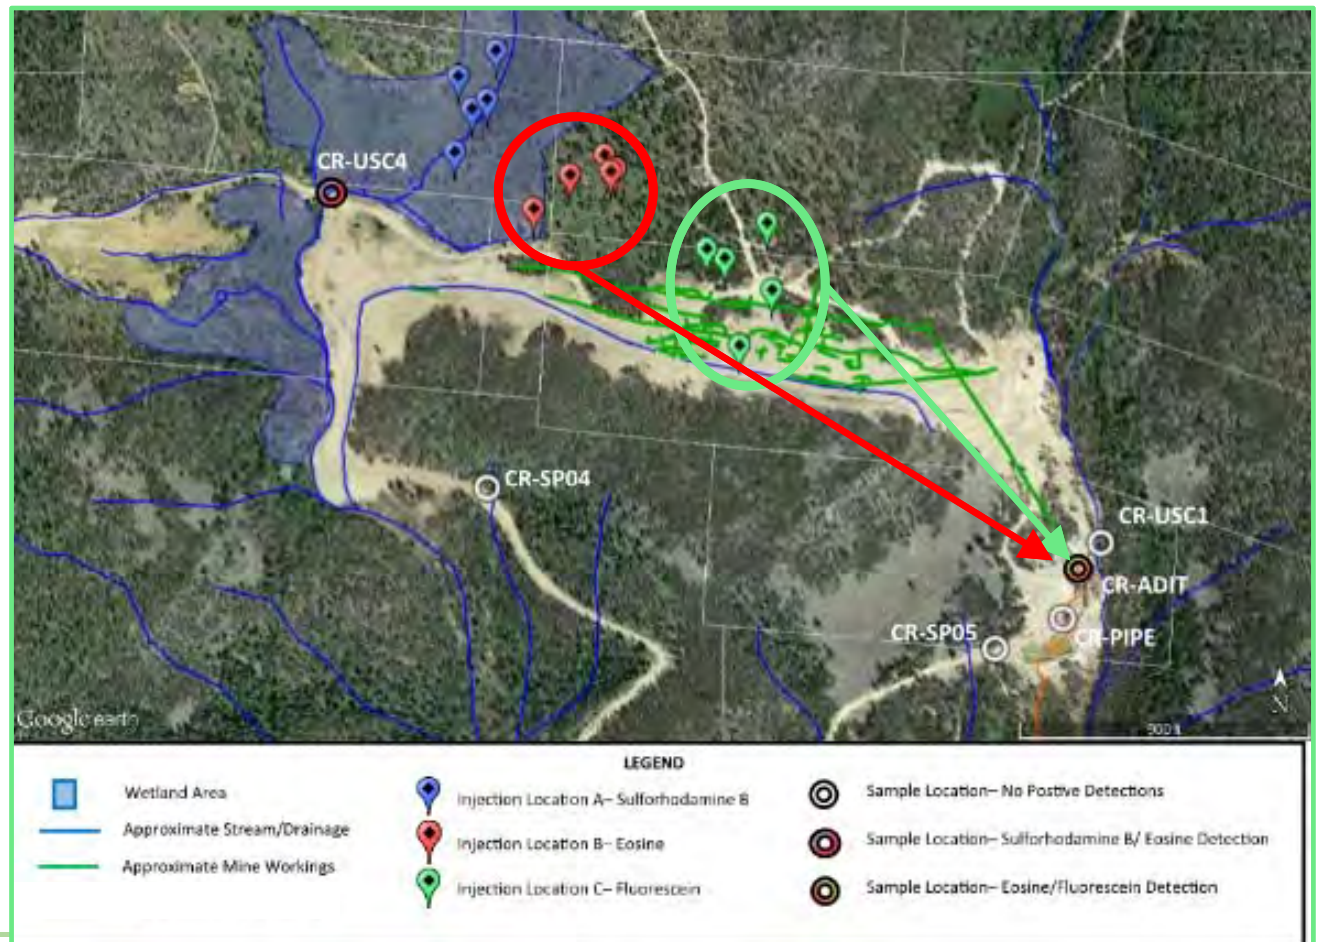 CR-USC4
CR-SP04
CR-USC1
CR-ADIT
CR-SP05
CR-PIPE
N
Google earth
LEGEND
Wetland Area
Approximate Stream/Drainage
Approximate Mine Workings
Injection Location A– Sulforhodamine B
Injection Location B– Eosine
Injection Location C– Fluorescein
Sample Location– No Postive Detections
Sample Location– Sulforhodamine B/ Eosine Detection
Sample Location– Eosine/Fluorescein Detection